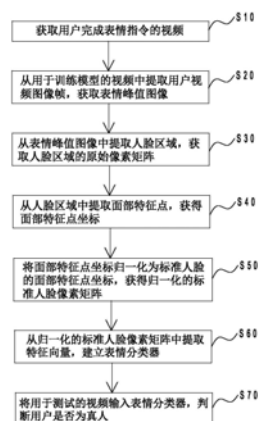 获取用户完成表情指令的视频
S10
从用于训练模型的视频中提取用户视
频图像帧，获取表情峰值图像
S20
从表情峰值图像中提取人脸区域，获
取人脸区域的原始像素矩阵
S30
从人脸区域中提取面部特征点，获得
面部特征点坐标
S40
将面部特征点坐标归一化为标准人脸
的面部特征点坐标，获得归一化的标
准人脸像素矩阵
S50
从归一化的标准人脸像素矩阵中提取
特征向量，建立表情分类器
S60
将用于测试的视频输入表情分类器，判
断用户是否为真人
S70